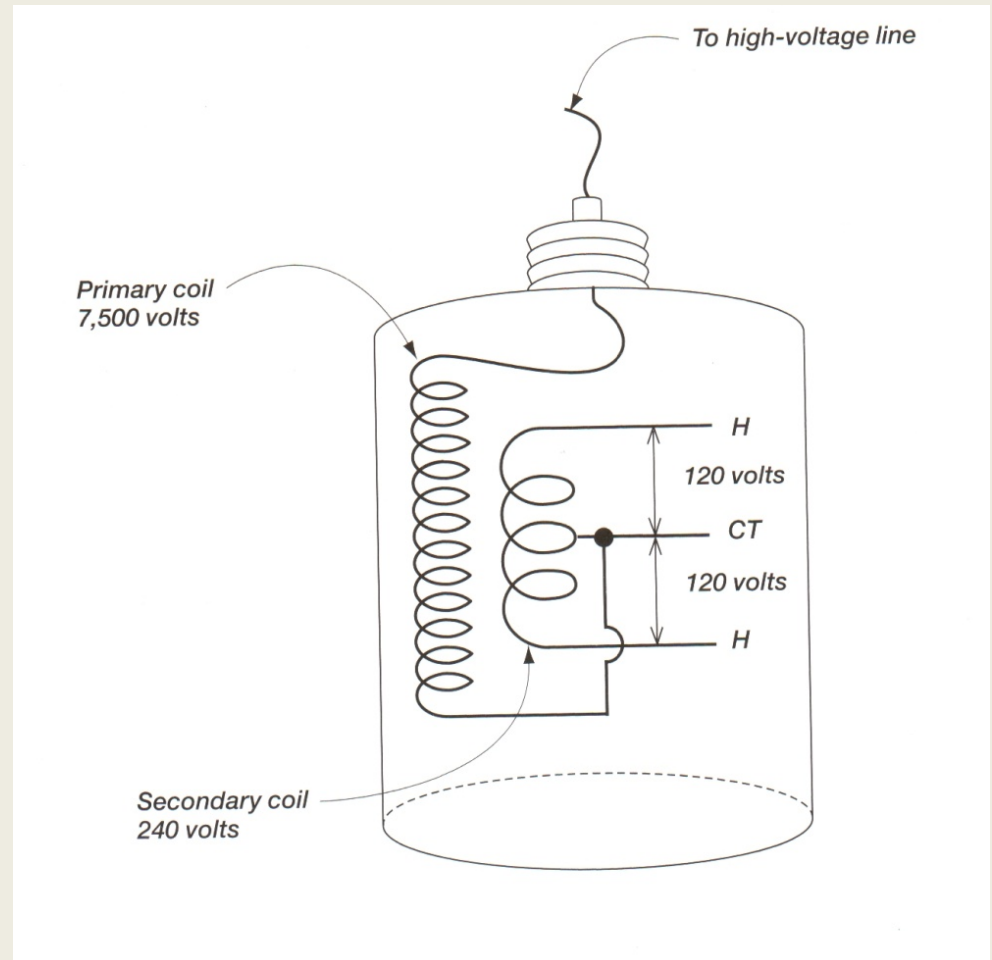 To high-voltage line
Primary coil
7,500 volts
H
120 volts
CT
120 volts
H
Secondary coil
240 volts